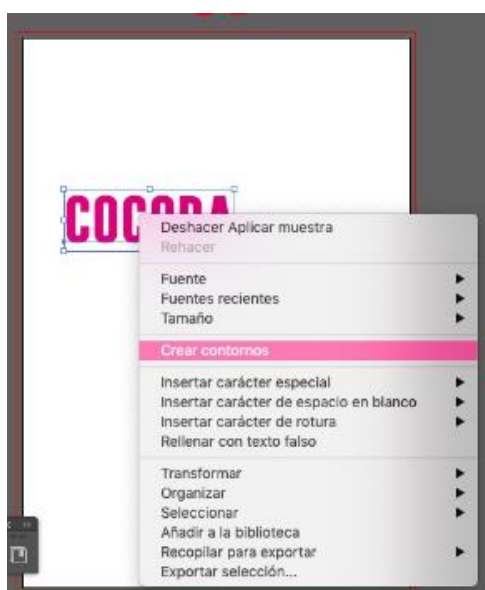 COCORA
Deshacer Aplicar muestra
Rehacer
Fuente
Fuentes recientes
Tamaño
Crear contornos
Insertar carácter especial
Insertar carácter de espacio en blanco
Insertar carácter de rotura
Rellenar con texto falso
Transformar
Organizar
Seleccionar
Añadir a la biblioteca
Recopilar para exportar
Exportar selección...